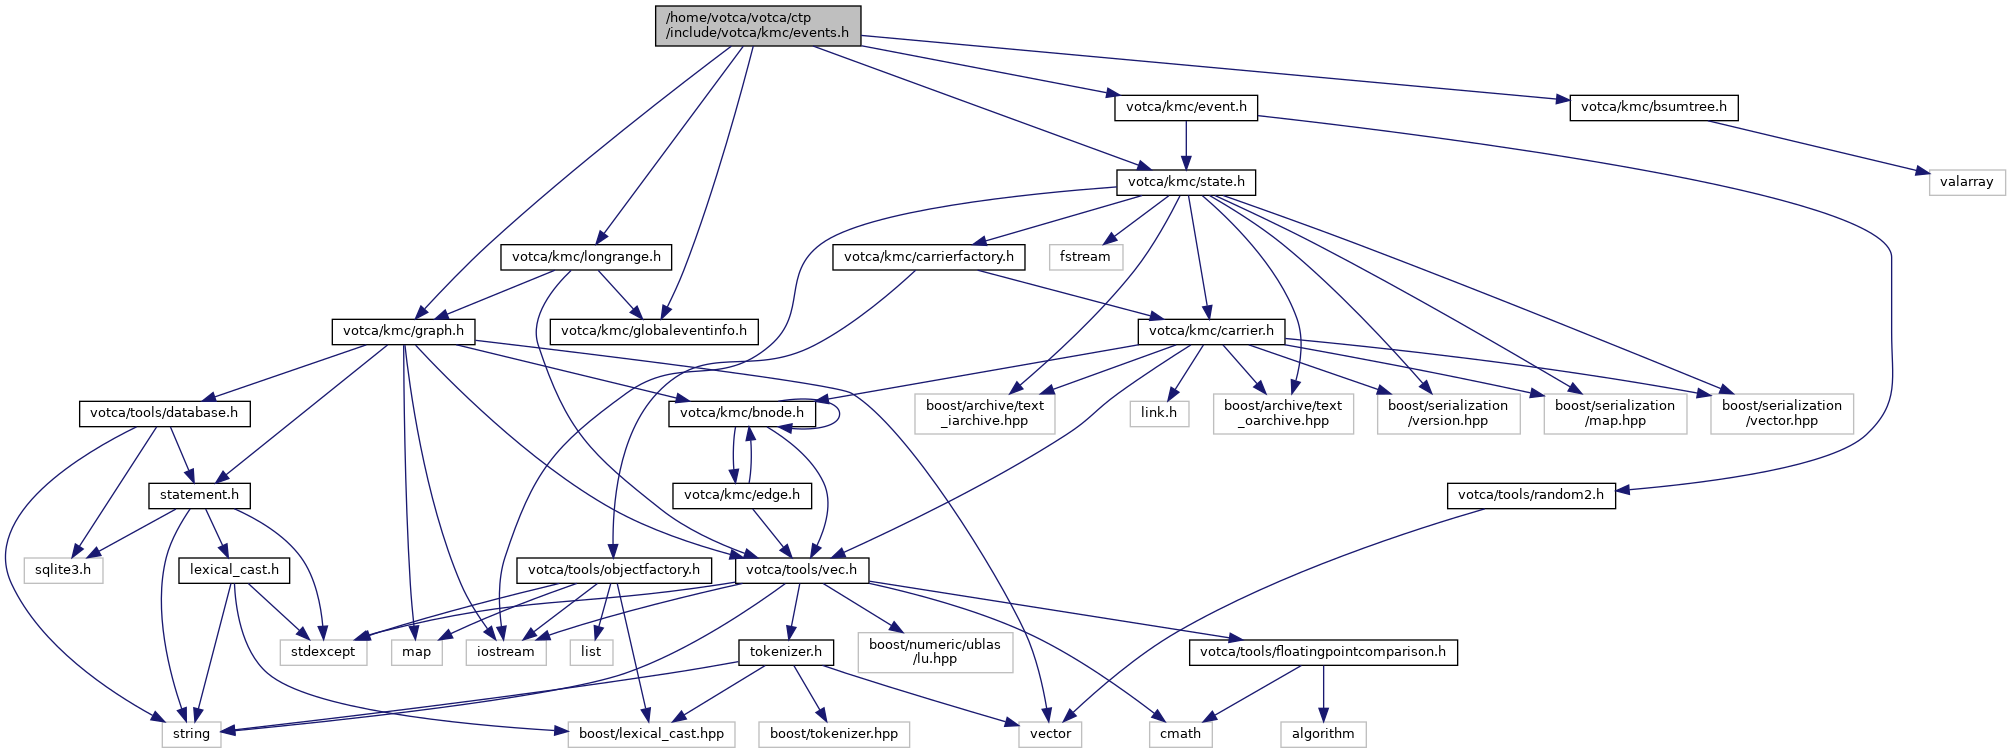 /home/votca/votca/ctp
/include/votca/kmc/events.h
votca/kmc/event.h
votca/kmc/bsumtree.h
votca/kmc/state.h
valarray
votca/kmc/longrange.h
votca/kmc/carrierfactory.h
fstream
votca/kmc/graph.h
votca/kmc/globaleventinfo.h
votca/kmc/carrier.h
votca/tools/database.h
votca/kmc/bnode.h
boost/archive/text
_iarchive.hpp
link.h
boost/archive/text
_oarchive.hpp
boost/serialization
/version.hpp
boost/serialization
/map.hpp
boost/serialization
/vector.hpp
statement.h
votca/kmc/edge.h
votca/tools/random2.h
sqlite3.h
lexical_cast.h
votca/tools/objectfactory.h
votca/tools/vec.h
stdexcept
map
iostream
list
tokenizer.h
boost/numeric/ublas
/lu.hpp
votca/tools/floatingpointcomparison.h
string
boost/lexical_cast.hpp
boost/tokenizer.hpp
vector
cmath
algorithm